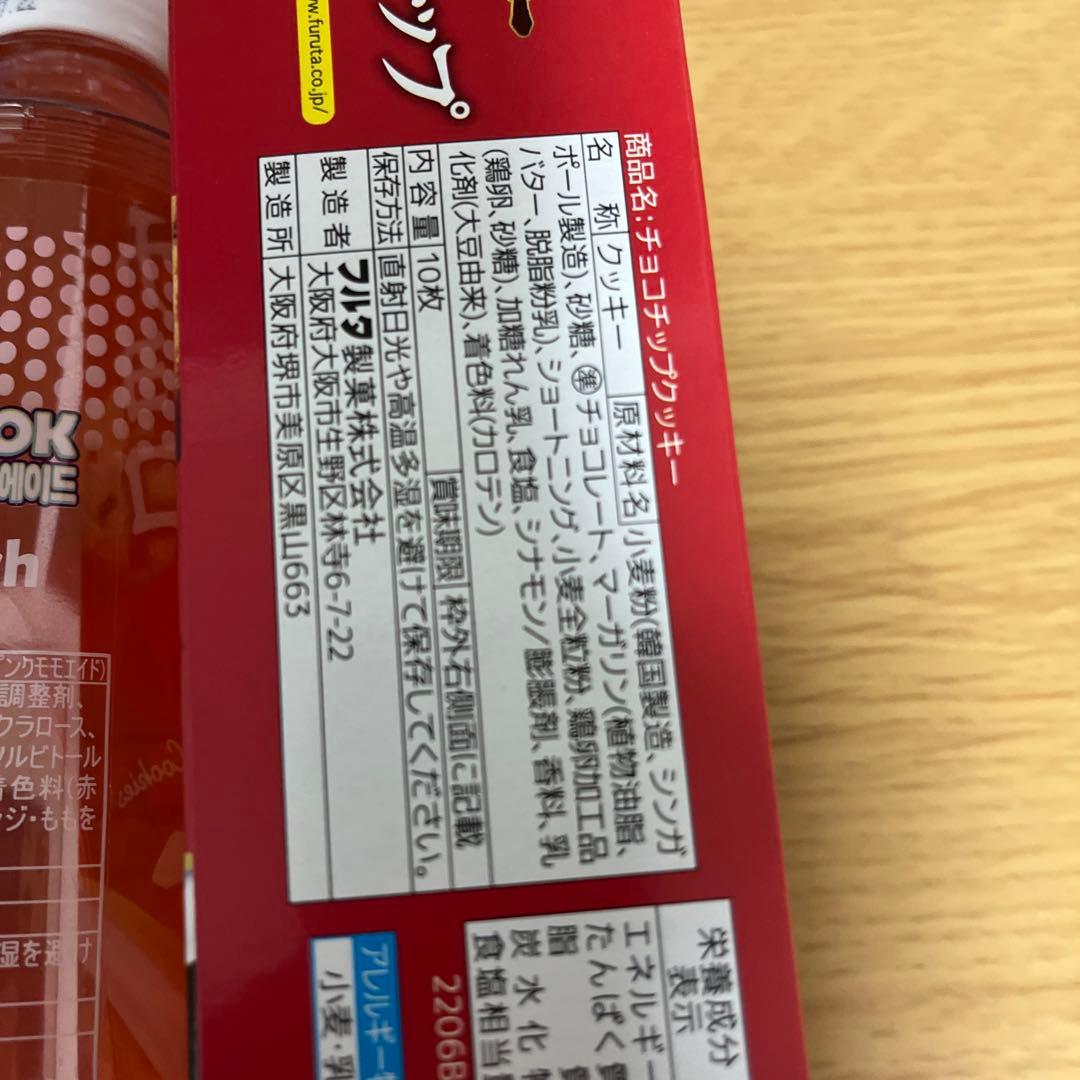 ップ
www.furuta.co.jp/
商品名:チョコチップクッキー
名称 クッキー 原材料名 小麦粉(韓国製造、シンガ
ポール製造)、砂糖、準チョコレート、マーガリン(植物油脂、
バター、脱脂粉乳)、ショートニング、小麦全粒粉、鶏卵加工品
(鶏卵、砂糖)、加糖れん乳、食塩、シナモン/膨脹剤、香料、乳
化剤(大豆由来)、着色料(カロテン)
内容量 10枚 賞味期限 枠外右側面に記載
保存方法 直射日光や高温多湿を避けて保存してください。
製造者 フルタ製菓株式会社
大阪府大阪市生野区林寺6-7-22
製造所 大阪府堺市美原区黒山663
栄養成分
表示
エネルギー
たんぱく質
脂
炭水化物
食塩相当
2206B
アレルギー
小麦・乳
OK
에이드
ンクモモエイド)
調整剤、
クラロース、
ソルビトール
着色料(赤
ジ・ももを
湿を避け
cookies